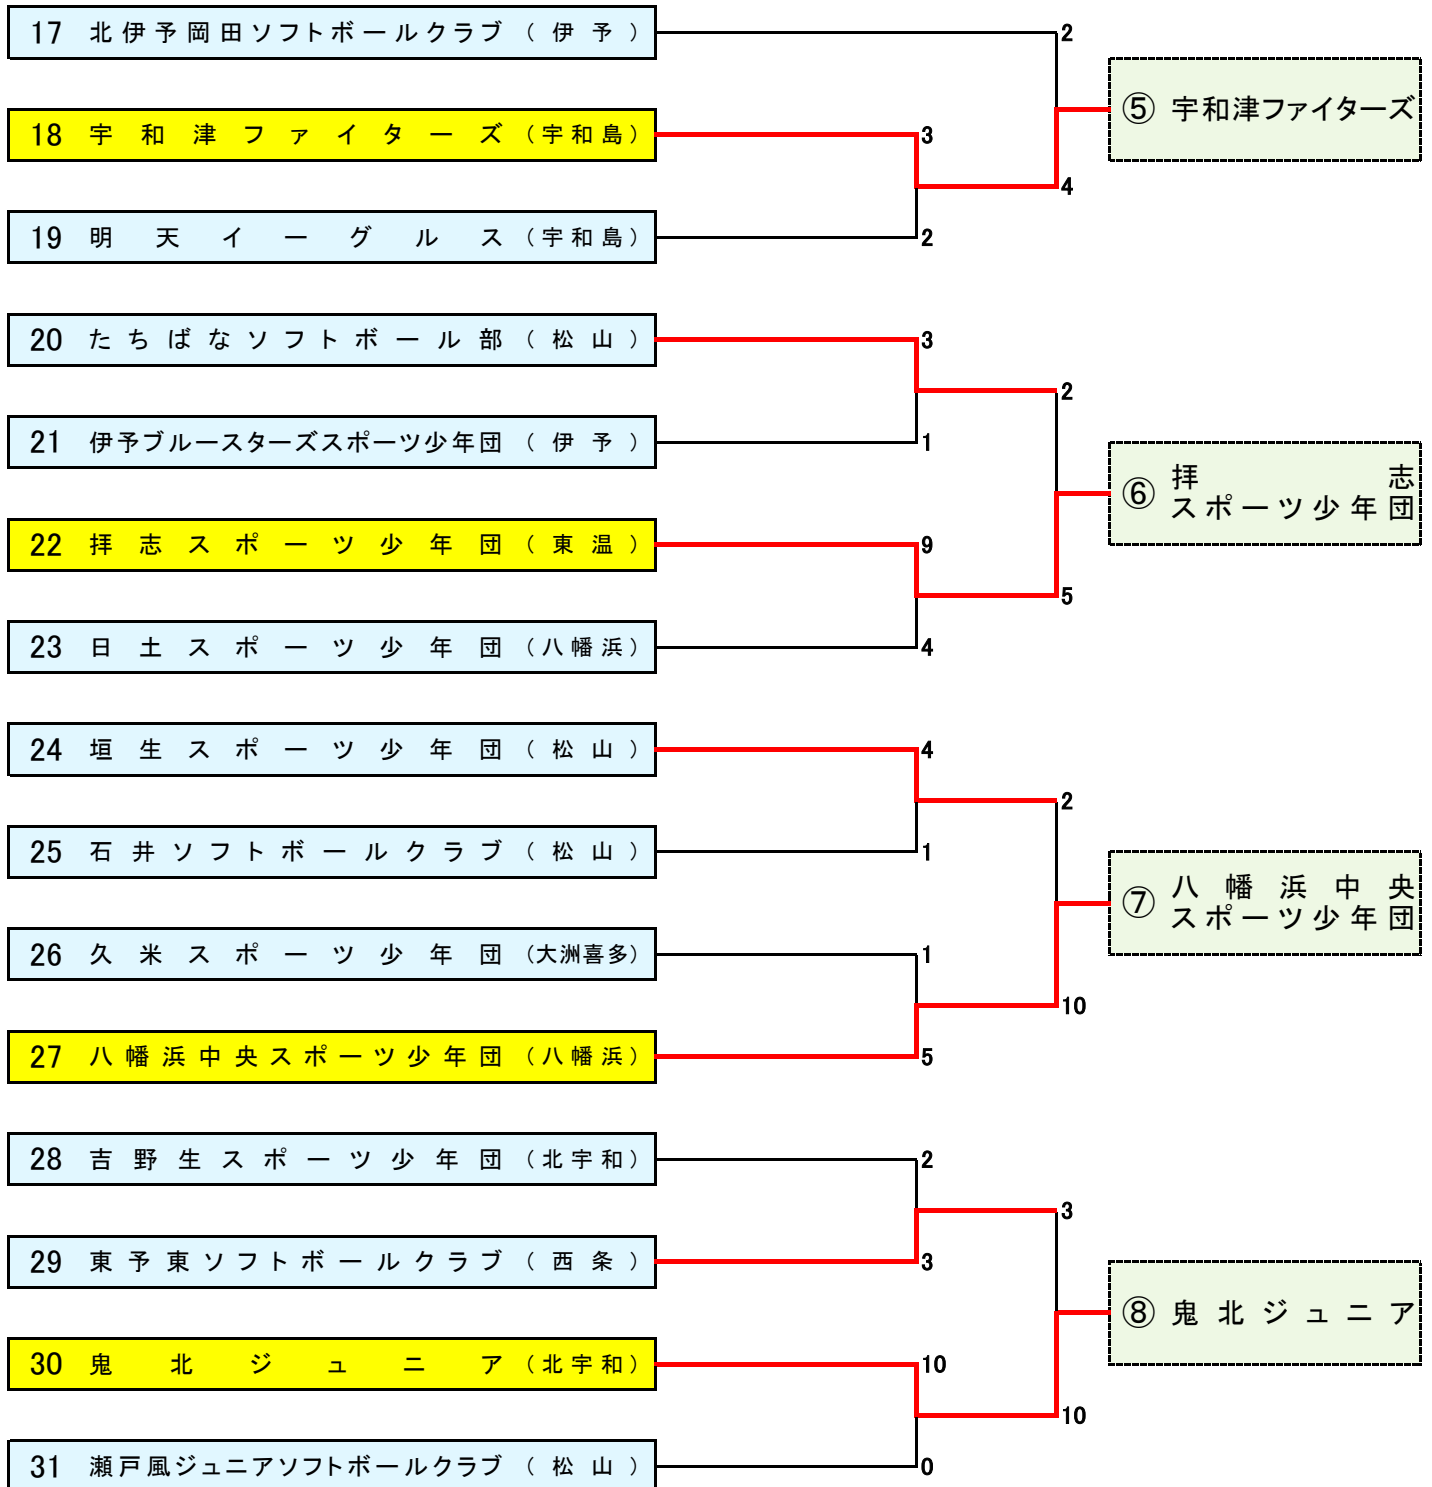 17 北伊予岡田ソフトボールクラブ（伊予） 2
⑤ 宇和津ファイターズ
18 宇和津ファイターズ（宇和島） 3
4
19 明天イーグルス（宇和島） 2
20 たちばなソフトボール部（松山） 3
2
21 伊予ブルースターズスポーツ少年団（伊予） 1
⑥ 拝志
スポーツ少年団
22 拝志スポーツ少年団（東温） 9
5
23 日土スポーツ少年団（八幡浜） 4
24 垣生スポーツ少年団（松山） 4
2
25 石井ソフトボールクラブ（松山） 1
⑦ 八幡浜中央
スポーツ少年団
26 久米スポーツ少年団（大洲喜多） 1
10
27 八幡浜中央スポーツ少年団（八幡浜） 5
28 吉野生スポーツ少年団（北宇和） 2
3
29 東予東ソフトボールクラブ（西条） 3
⑧ 鬼北ジュニア
30 鬼北ジュニア（北宇和） 10
10
31 瀬戸風ジュニアソフトボールクラブ（松山） 0